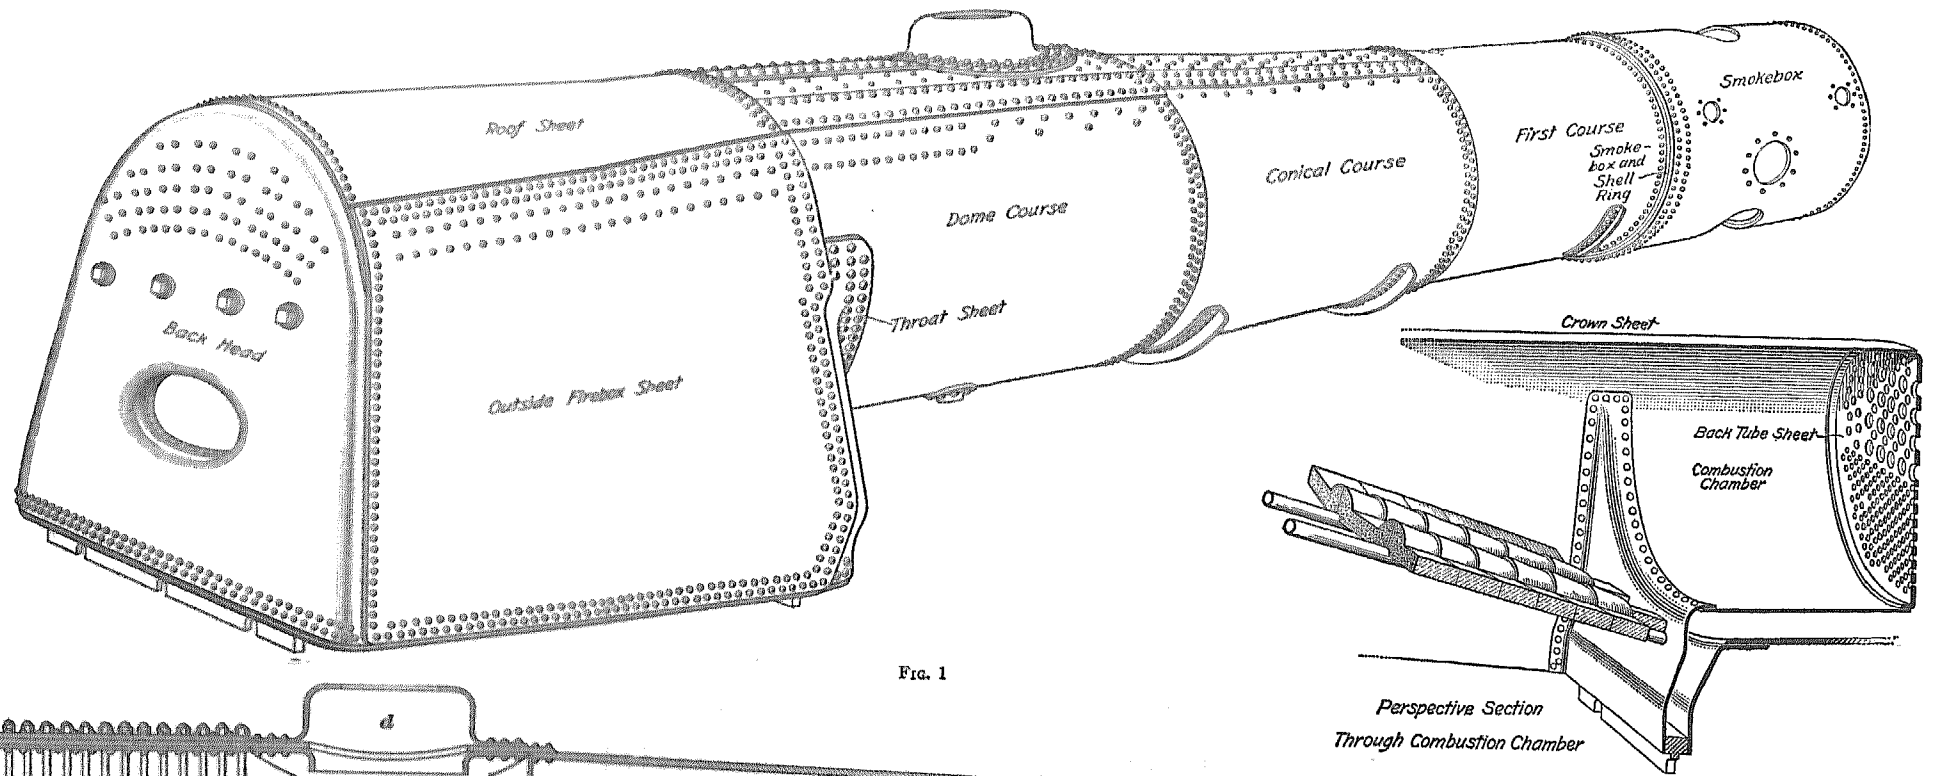 Roof Sheet
Smokebox
First Course
Smoke-
box and
Shell
Ring
Conical Course
Dome Course
Throat Sheet
Back Head
Outside Firebox Sheet
Crown Sheet
Back Tube Sheet
Combustion
Chamber
FIG. 1
Perspective Section
Through Combustion Chamber
d